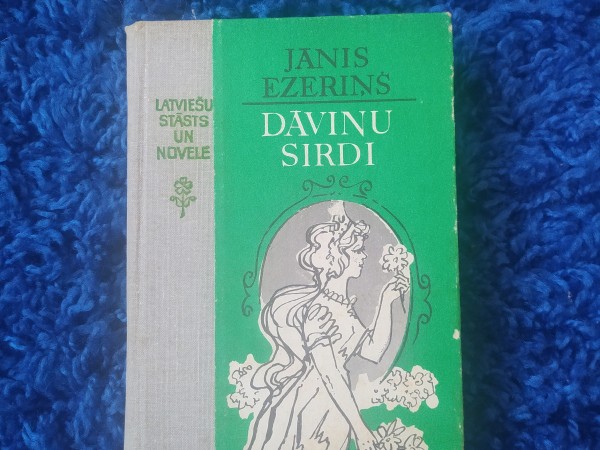 LATVIEŠU
STĀSTS
UN
NOVELE
JĀNIS
EZERIŅŠ
DĀVINU
SIRDI